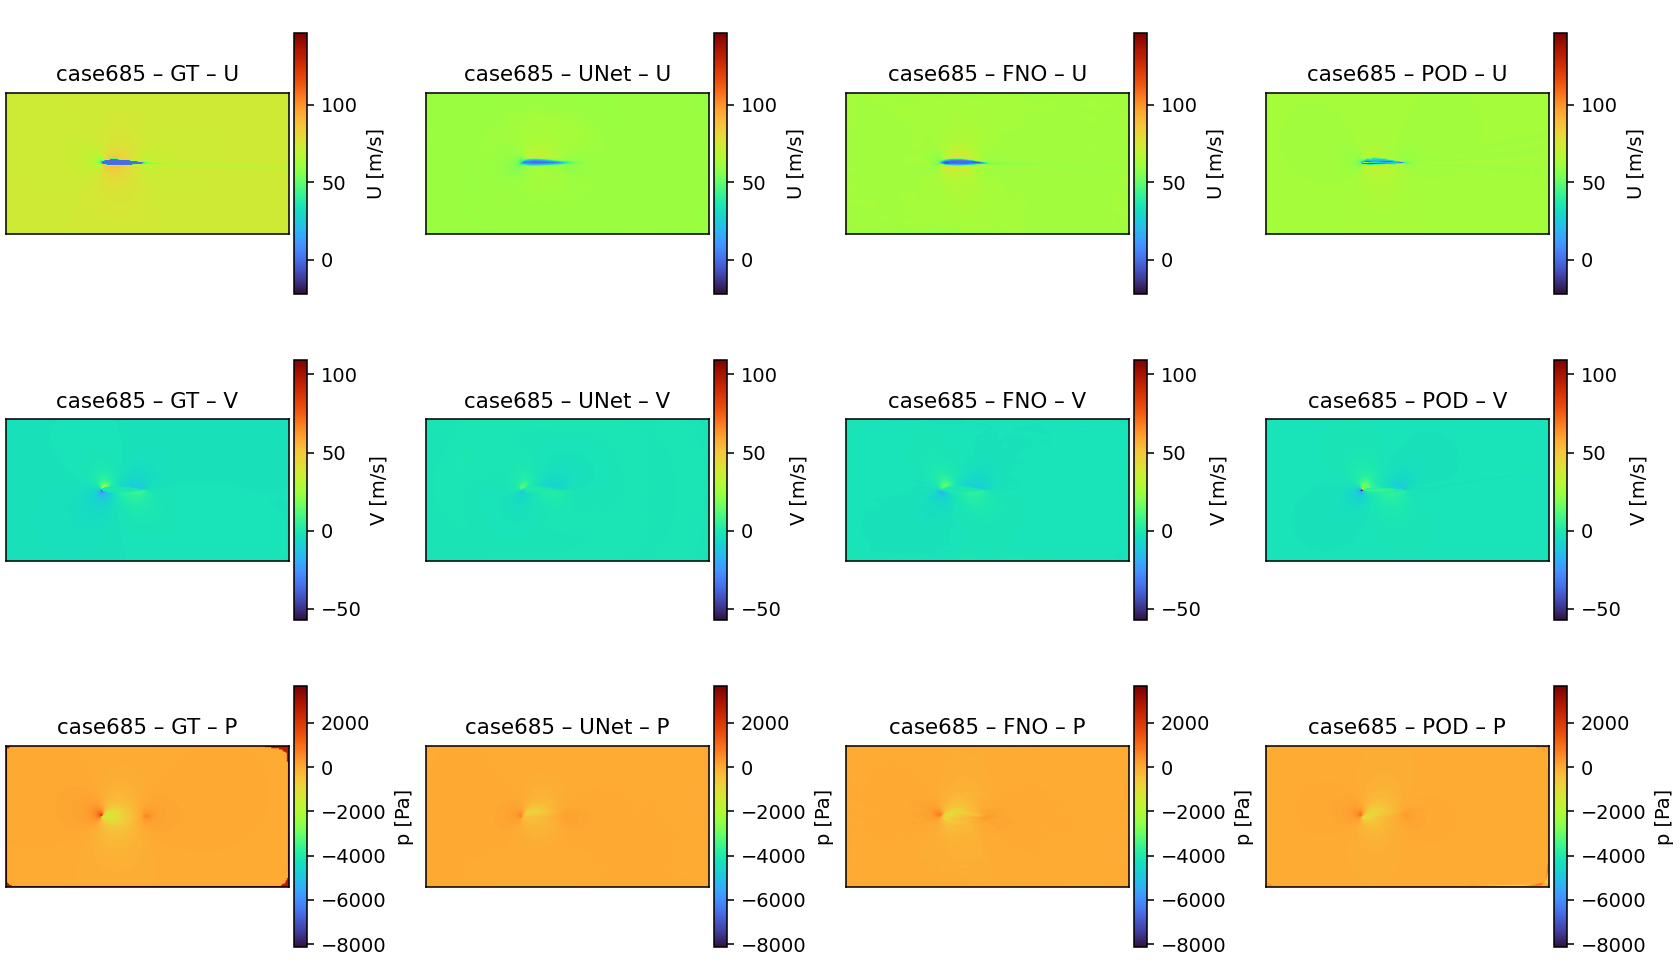 case685 – GT – U
100
50
0
U [m/s]
case685 – UNet – U
100
50
0
U [m/s]
case685 – FNO – U
100
50
0
U [m/s]
case685 – POD – U
100
50
0
U [m/s]
case685 – GT – V
100
50
0
−50
V [m/s]
case685 – UNet – V
100
50
0
−50
V [m/s]
case685 – FNO – V
100
50
0
−50
V [m/s]
case685 – POD – V
100
50
0
−50
V [m/s]
case685 – GT – P
2000
0
−2000
−4000
−6000
−8000
p [Pa]
case685 – UNet – P
2000
0
−2000
−4000
−6000
−8000
p [Pa]
case685 – FNO – P
2000
0
−2000
−4000
−6000
−8000
p [Pa]
case685 – POD – P
2000
0
−2000
−4000
−6000
−8000
p [Pa]